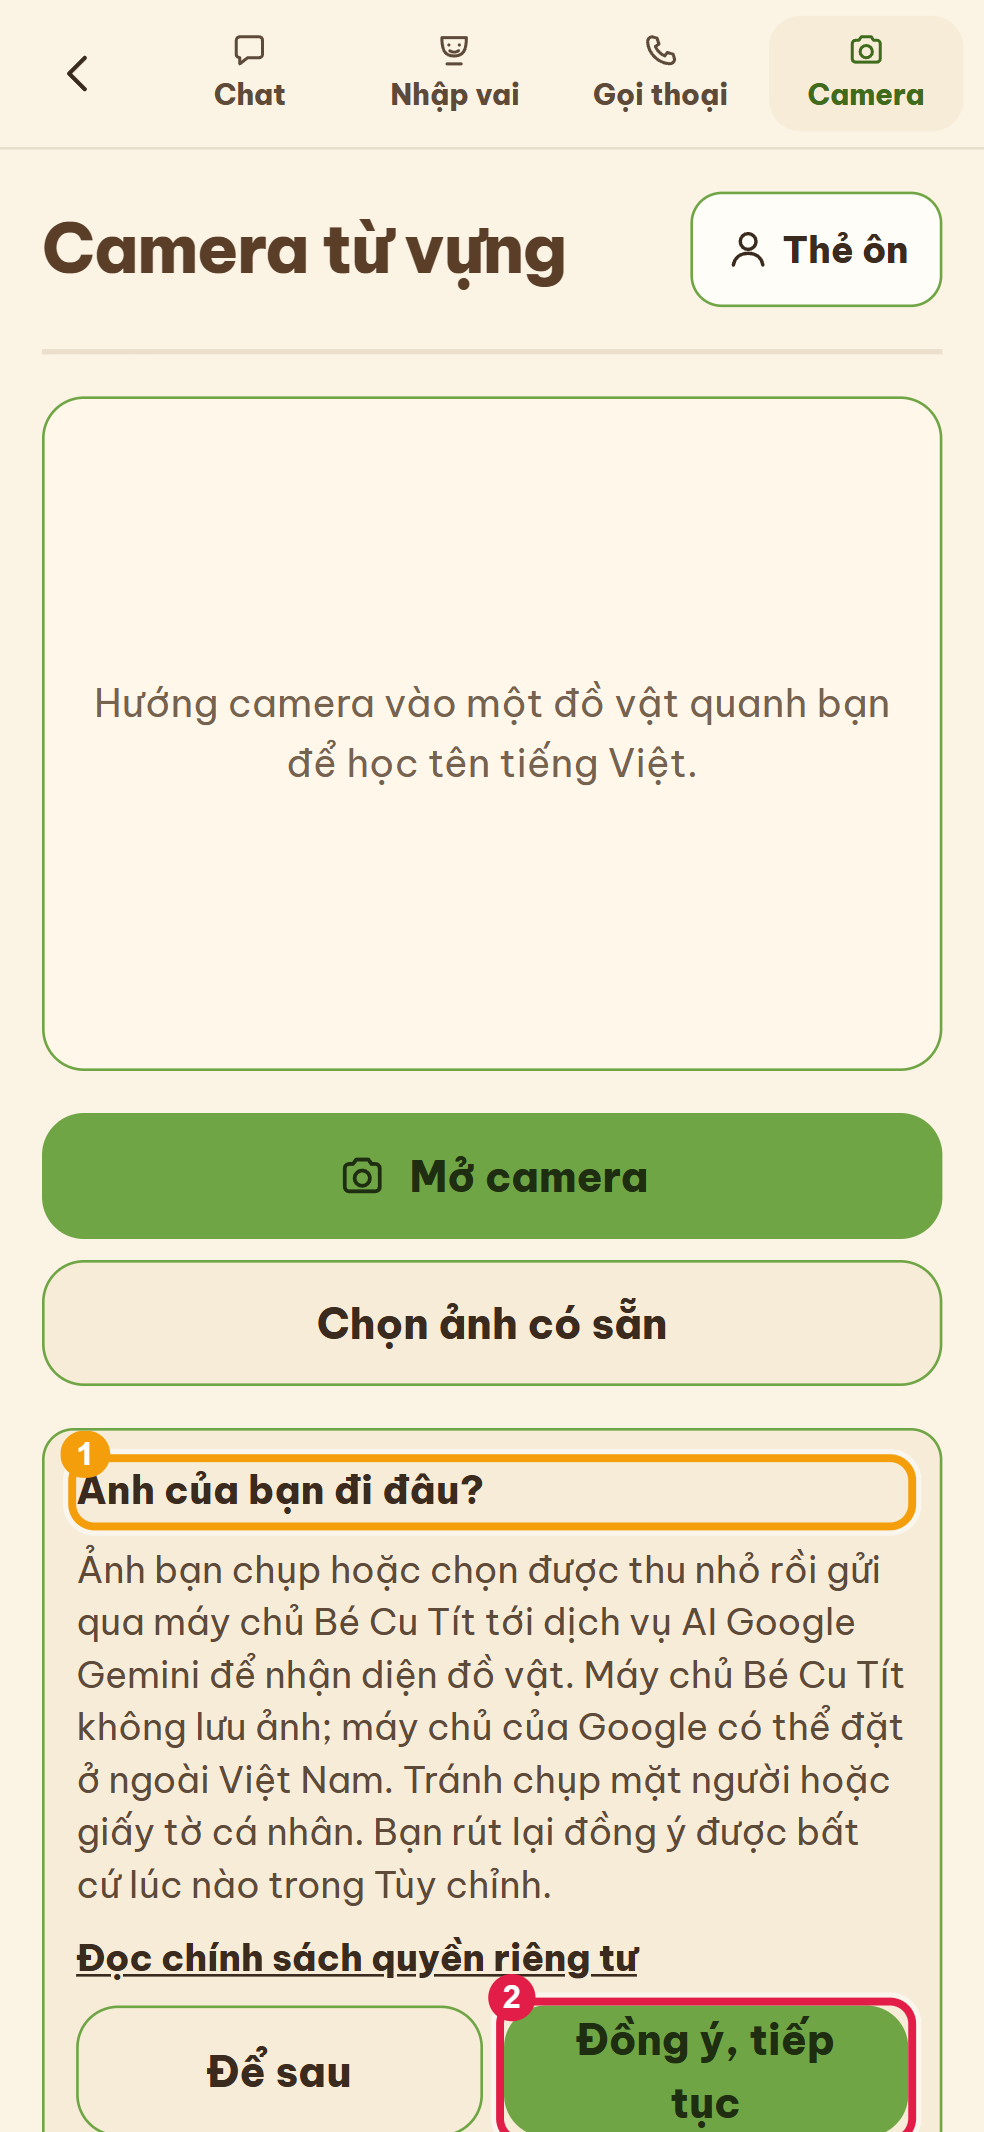 Chat
Nhập vai
Gọi thoại
Camera
Camera từ vựng
Thẻ ôn
Hướng camera vào một đồ vật quanh bạn
để học tên tiếng Việt.
Mở camera
Chọn ảnh có sẵn
1
Ảnh của bạn đi đâu?
Ảnh bạn chụp hoặc chọn được thu nhỏ rồi gửi
qua máy chủ Bé Cu Tít tới dịch vụ AI Google
Gemini để nhận diện đồ vật. Máy chủ Bé Cu Tít
không lưu ảnh; máy chủ của Google có thể đặt
ở ngoài Việt Nam. Tránh chụp mặt người hoặc
giấy tờ cá nhân. Bạn rút lại đồng ý được bất
cứ lúc nào trong Tùy chỉnh.
Đọc chính sách quyền riêng tư
Để sau
2
Đồng ý, tiếp
tục